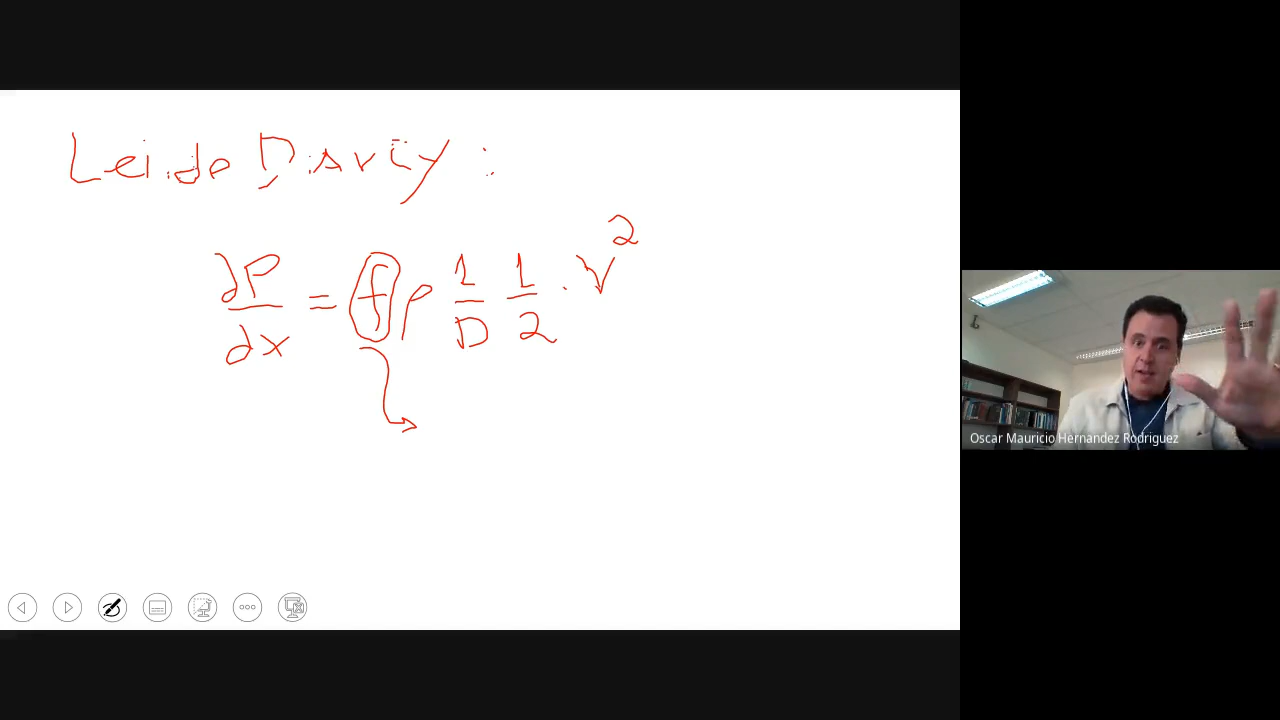 Lei de Darcy :
dP/dx = f ρ 1/D 1/2 . V²
Oscar Mauricio Hernandez Rodriguez